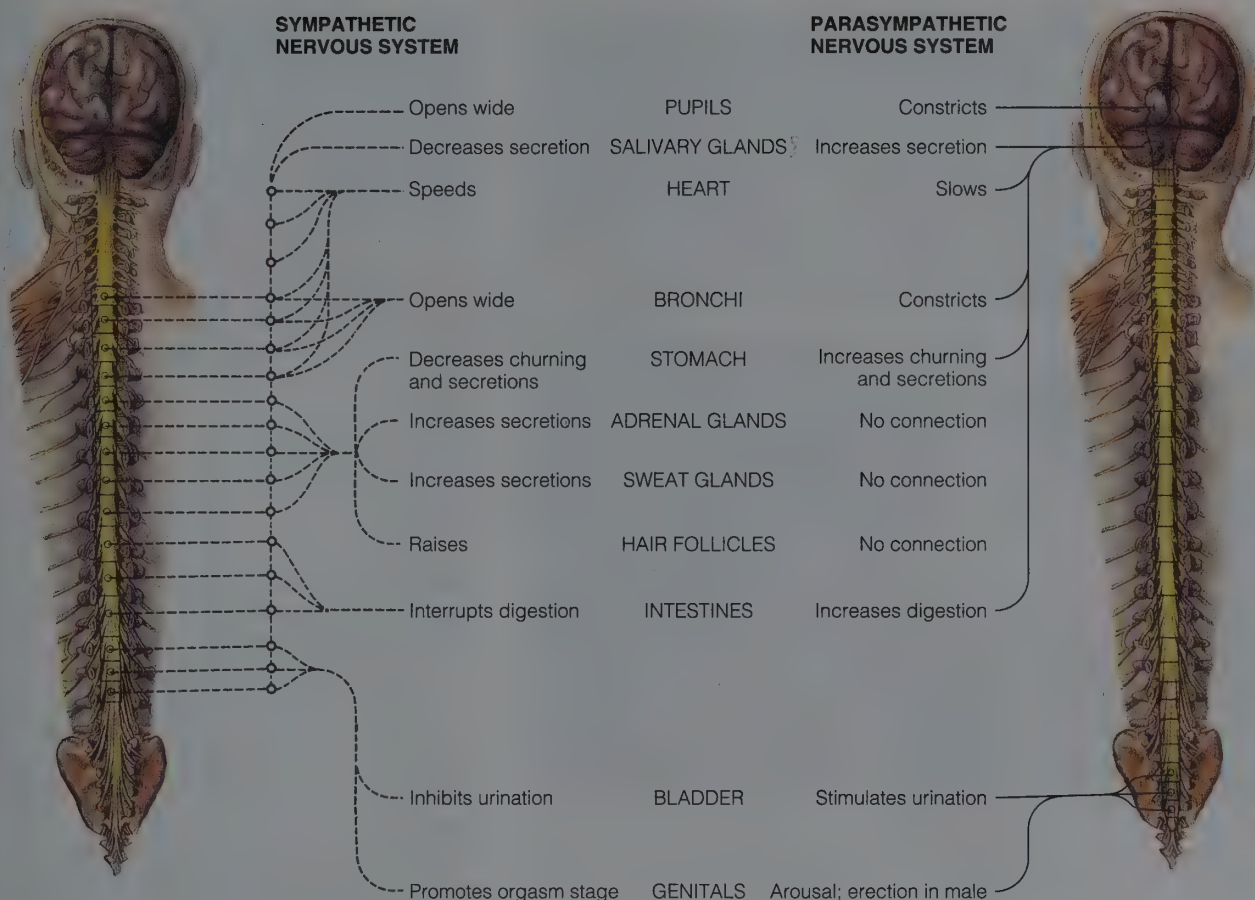 SYMPATHETIC
NERVOUS SYSTEM
PARASYMPATHETIC
NERVOUS SYSTEM
Opens wide PUPILS Constricts
Decreases secretion SALIVARY GLANDS Increases secretion
Speeds HEART Slows
Opens wide BRONCHI Constricts
Decreases churning STOMACH Increases churning
and secretions and secretions
Increases secretions ADRENAL GLANDS No connection
Increases secretions SWEAT GLANDS No connection
Raises HAIR FOLLICLES No connection
Interrupts digestion INTESTINES Increases digestion
Inhibits urination BLADDER Stimulates urination
Promotes orgasm stage GENITALS Arousal; erection in male